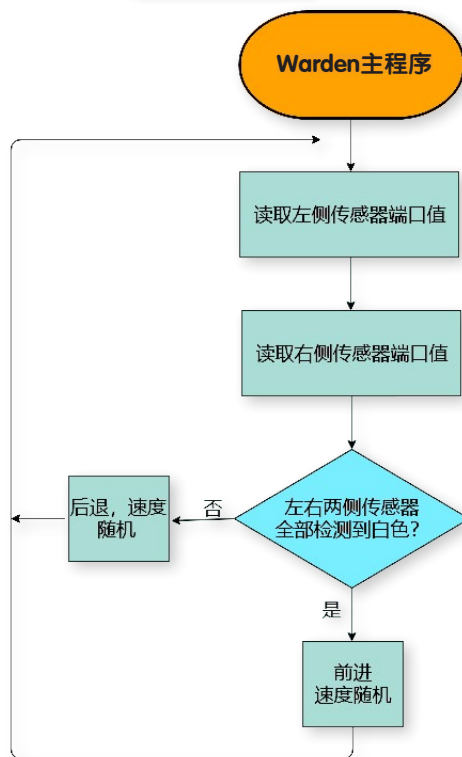 Warden主程序
读取左侧传感器端口值
读取右侧传感器端口值
左右两侧传感器
全部检测到白色?
否
后退，速度
随机
是
前进
速度随机